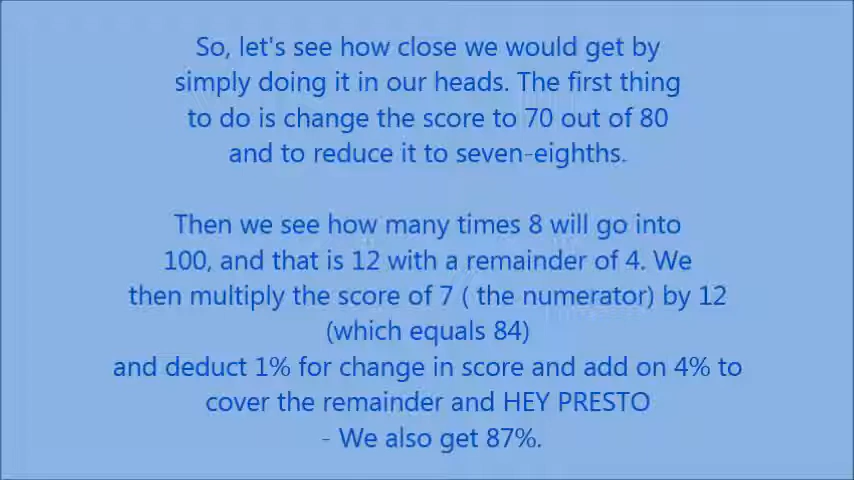 So, let's see how close we would get by
simply doing it in our heads. The first thing
to do is change the score to 70 out of 80
and to reduce it to seven-eighths.
Then we see how many times 8 will go into
100, and that is 12 with a remainder of 4. We
then multiply the score of 7 ( the numerator) by 12
(which equals 84)
and deduct 1% for change in score and add on 4% to
cover the remainder and HEY PRESTO
- We also get 87%.